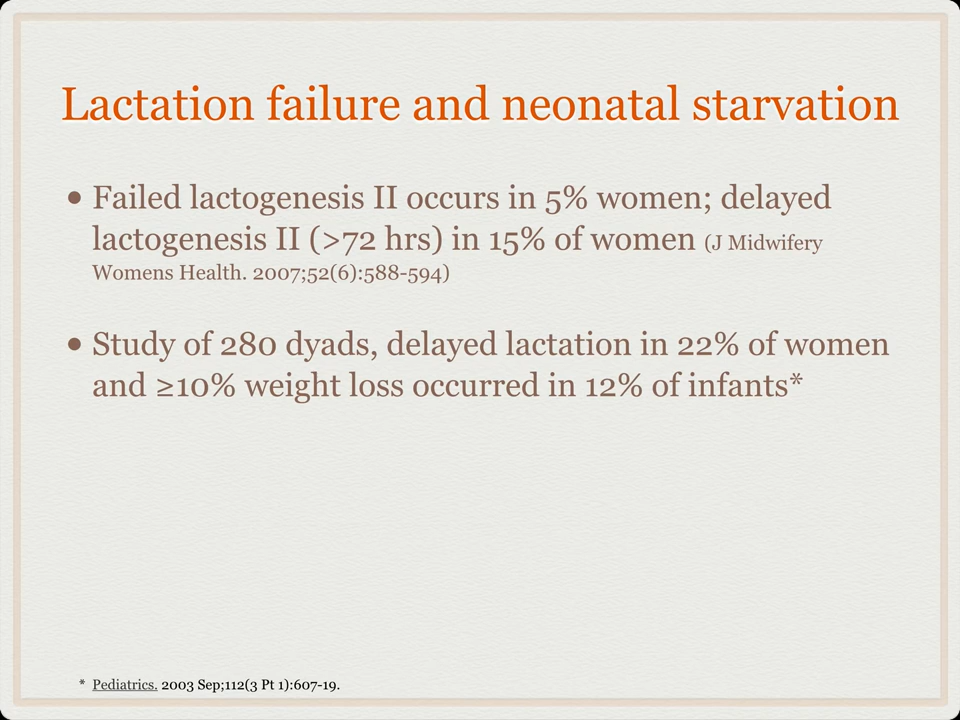 Lactation failure and neonatal starvation
• Failed lactogenesis II occurs in 5% women; delayed
lactogenesis II (>72 hrs) in 15% of women (J Midwifery
Womens Health. 2007;52(6):588-594)
• Study of 280 dyads, delayed lactation in 22% of women
and ≥10% weight loss occurred in 12% of infants*
* Pediatrics. 2003 Sep;112(3 Pt 1):607-19.